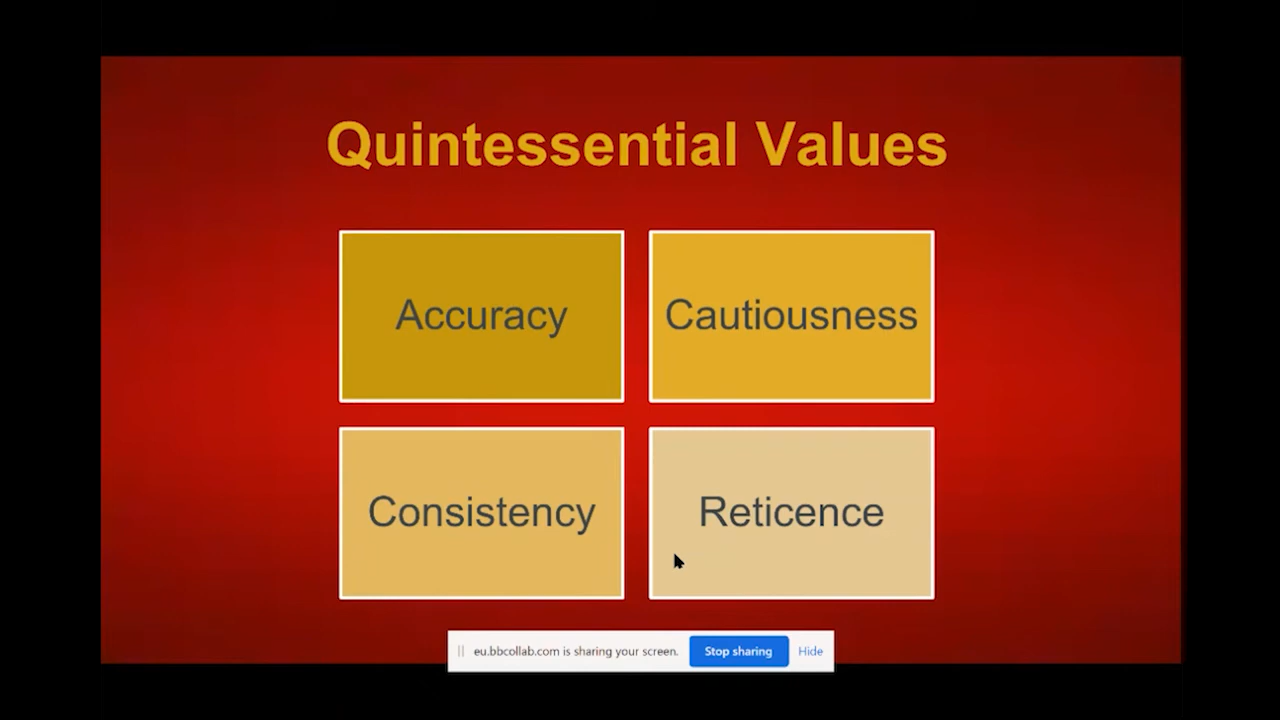 Quintessential Values
Accuracy
Cautiousness
Consistency
Reticence
eu.bbcollab.com is sharing your screen.
Stop sharing
Hide